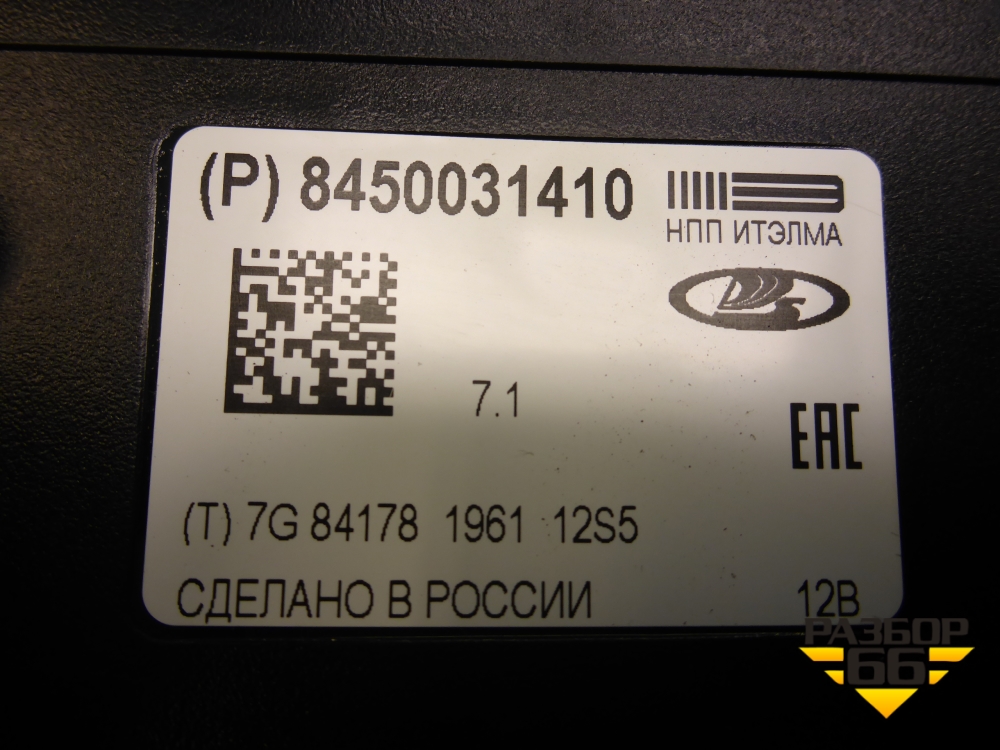 (P) 8450031410
НПП ИТЭЛМА
7.1
EAC
(T) 7G 84178 1961 12S5
СДЕЛАНО В РОССИИ
12В
РАЗБОР
66